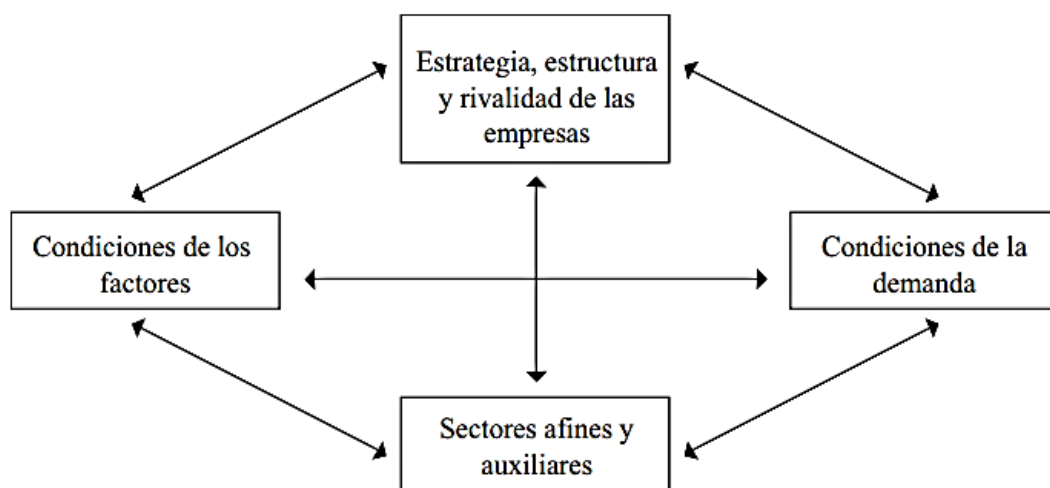 Estrategia, estructura
y rivalidad de las
empresas
Condiciones de los
factores
Condiciones de la
demanda
Sectores afines y
auxiliares